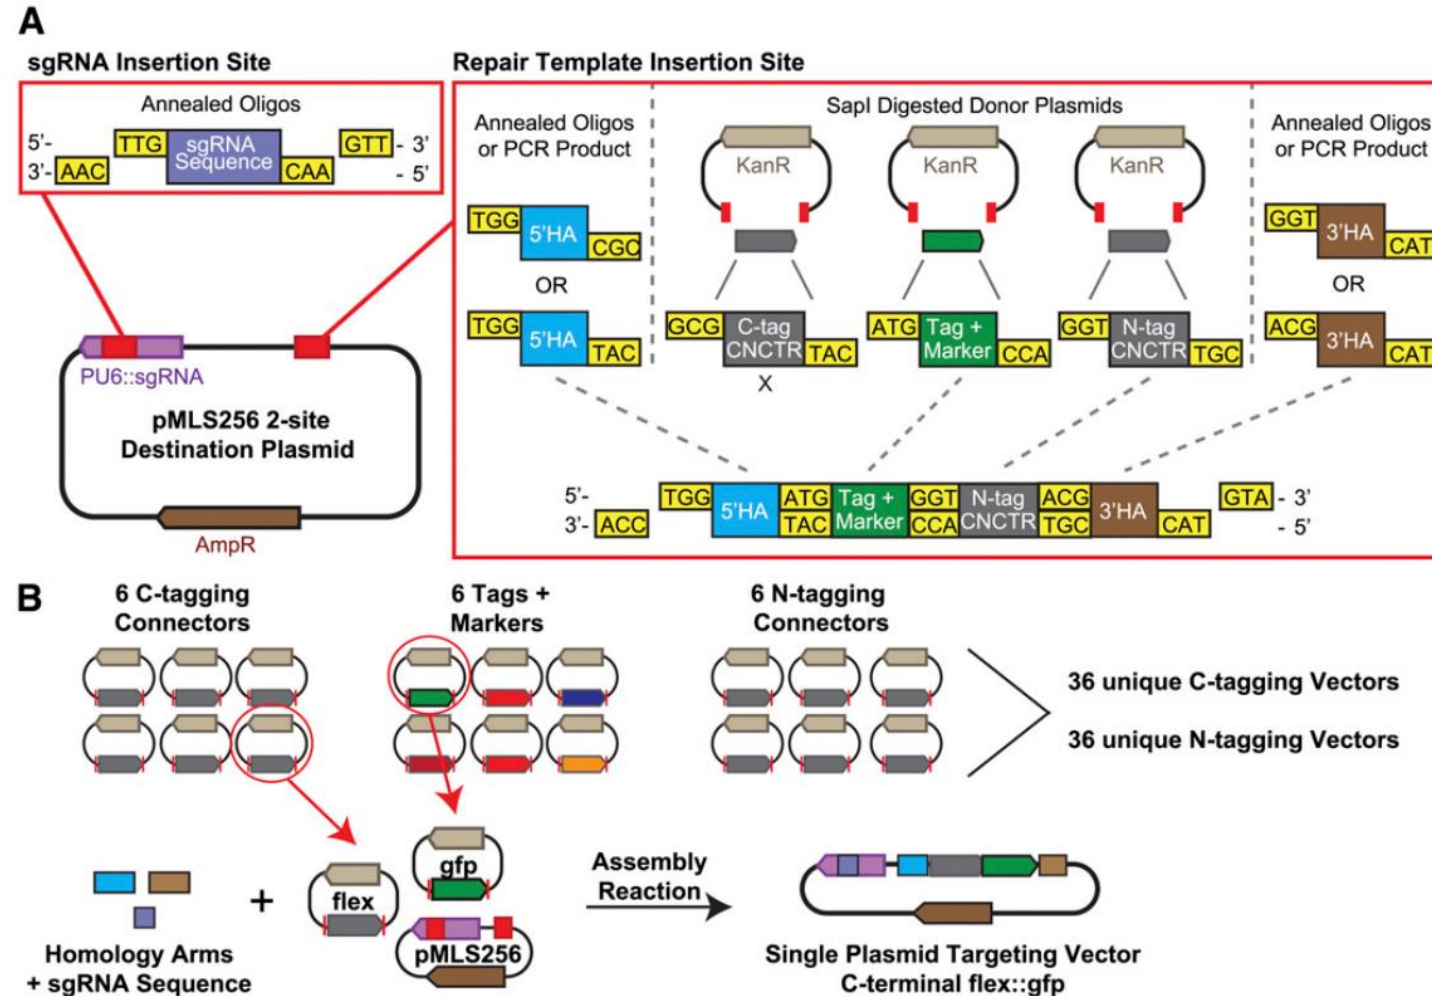 A
sgRNA Insertion Site
Annealed Oligos
5'-
TTG
sgRNA
Sequence
GTT
- 3'
3'-
AAC
CAA
- 5'
PU6::sgRNA
pMLS256 2-site
Destination Plasmid
AmpR
Repair Template Insertion Site
Annealed Oligos
or PCR Product
TGG
5'HA
CGC
OR
TGG
5'HA
TAC
SapI Digested Donor Plasmids
KanR
KanR
KanR
GCG
C-tag
CNCTR
TAC
X
ATG
Tag +
Marker
CCA
GGT
N-tag
CNCTR
TGC
Annealed Oligos
or PCR Product
GGT
3'HA
CAT
OR
ACG
3'HA
CAT
5'-
TGG
5'HA
ATG
Tag +
Marker
GGT
N-tag
CNCTR
ACG
3'HA
GTA
- 3'
3'-
ACC
TAC
CCA
TGC
CAT
- 5'
B
6 C-tagging
Connectors
6 Tags +
Markers
6 N-tagging
Connectors
36 unique C-tagging Vectors
36 unique N-tagging Vectors
Homology Arms
+ sgRNA Sequence
+
flex
gfp
pMLS256
Assembly
Reaction
Single Plasmid Targeting Vector
C-terminal flex::gfp